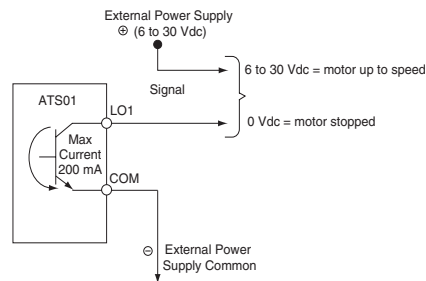 External Power Supply
⊕ (6 to 30 Vdc)
6 to 30 Vdc = motor up to speed
Signal
ATS01
LO1
0 Vdc = motor stopped
Max
Current
200 mA
COM
⊖ External Power
Supply Common